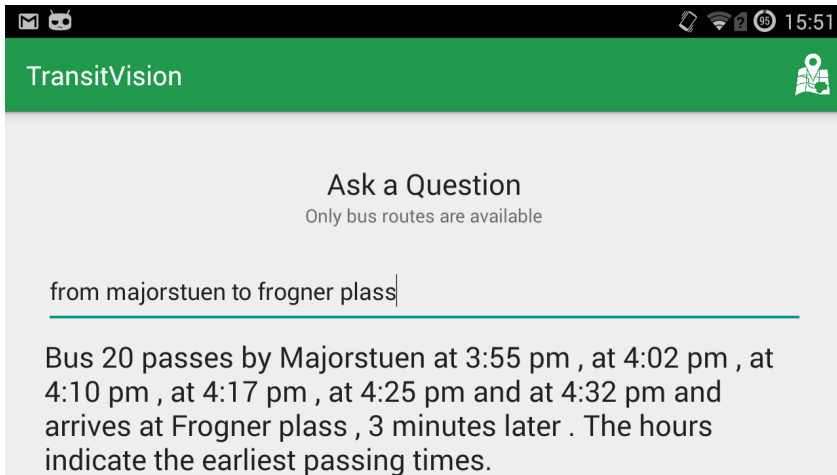 95 15:51
TransitVision
Ask a Question
Only bus routes are available
from majorstuen to frogner plass
Bus 20 passes by Majorstuen at 3:55 pm , at 4:02 pm , at
4:10 pm , at 4:17 pm , at 4:25 pm and at 4:32 pm and
arrives at Frogner plass , 3 minutes later . The hours
indicate the earliest passing times.